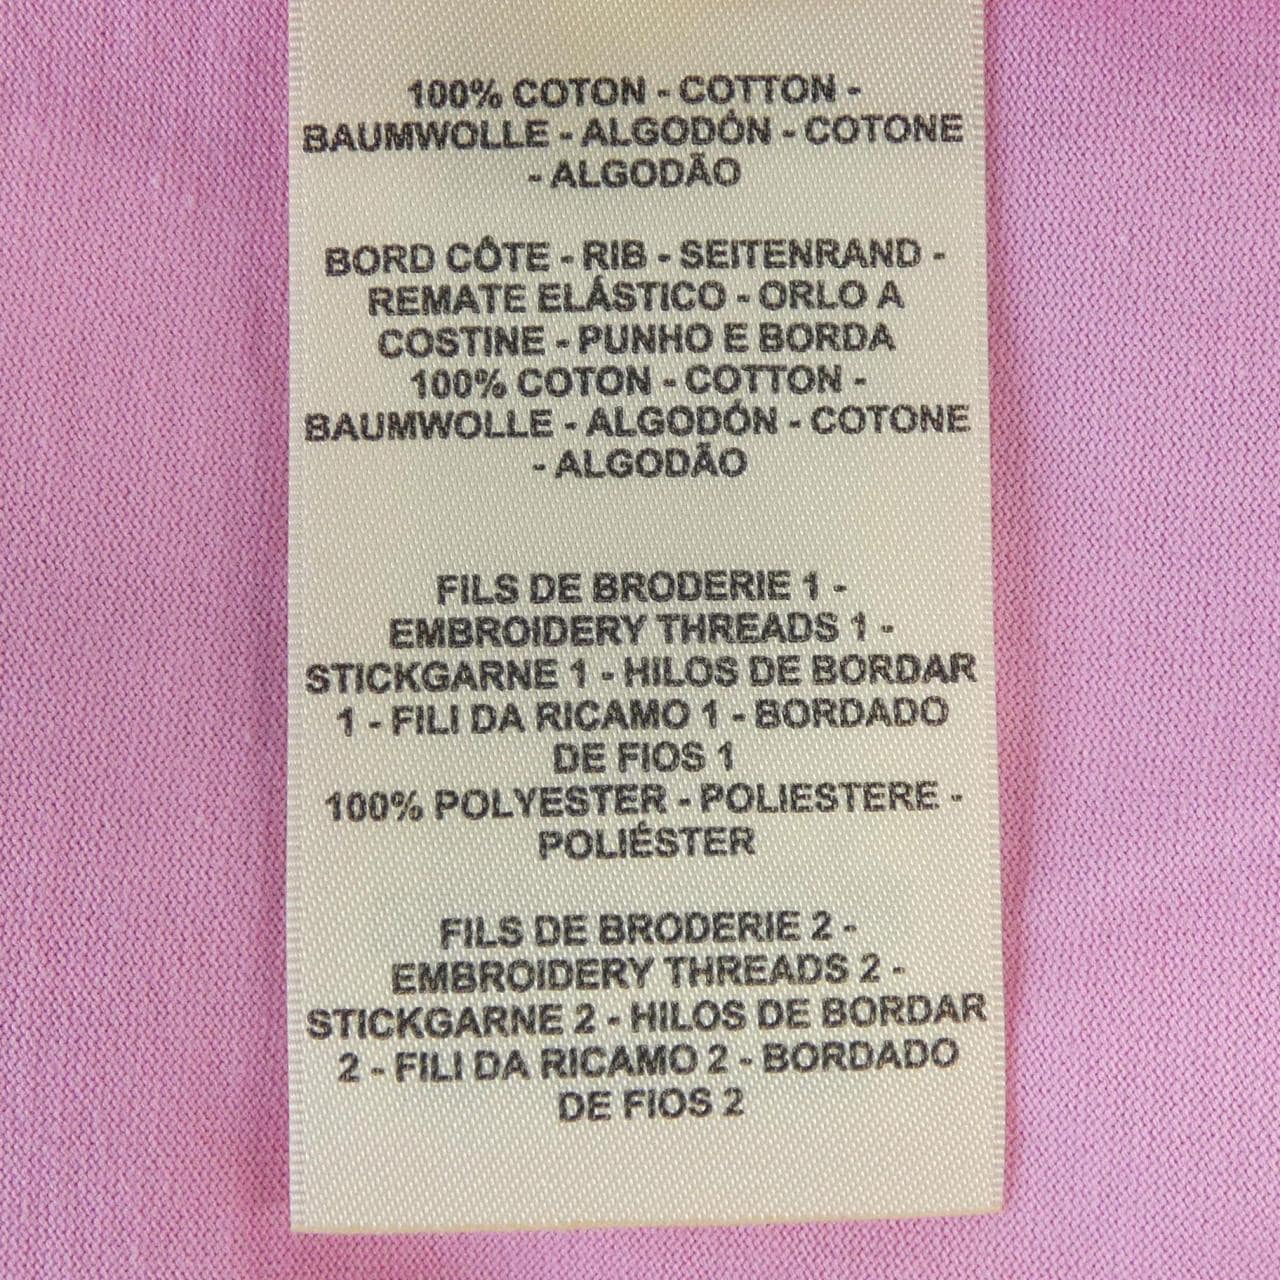 100% COTON - COTTON -
BAUMWOLLE - ALGODÓN - COTONE
- ALGODÃO
BORD CÔTE - RIB - SEITENRAND -
REMATE ELÁSTICO - ORLO A
COSTINE - PUNHO E BORDA
100% COTON - COTTON -
BAUMWOLLE - ALGODÓN - COTONE
- ALGODÃO
FILS DE BRODERIE 1 -
EMBROIDERY THREADS 1 -
STICKGARNE 1 - HILOS DE BORDAR
1 - FILI DA RICAMO 1 - BORDADO
DE FIOS 1
100% POLYESTER - POLIESTERE -
POLIÉSTER
FILS DE BRODERIE 2 -
EMBROIDERY THREADS 2 -
STICKGARNE 2 - HILOS DE BORDAR
2 - FILI DA RICAMO 2 - BORDADO
DE FIOS 2